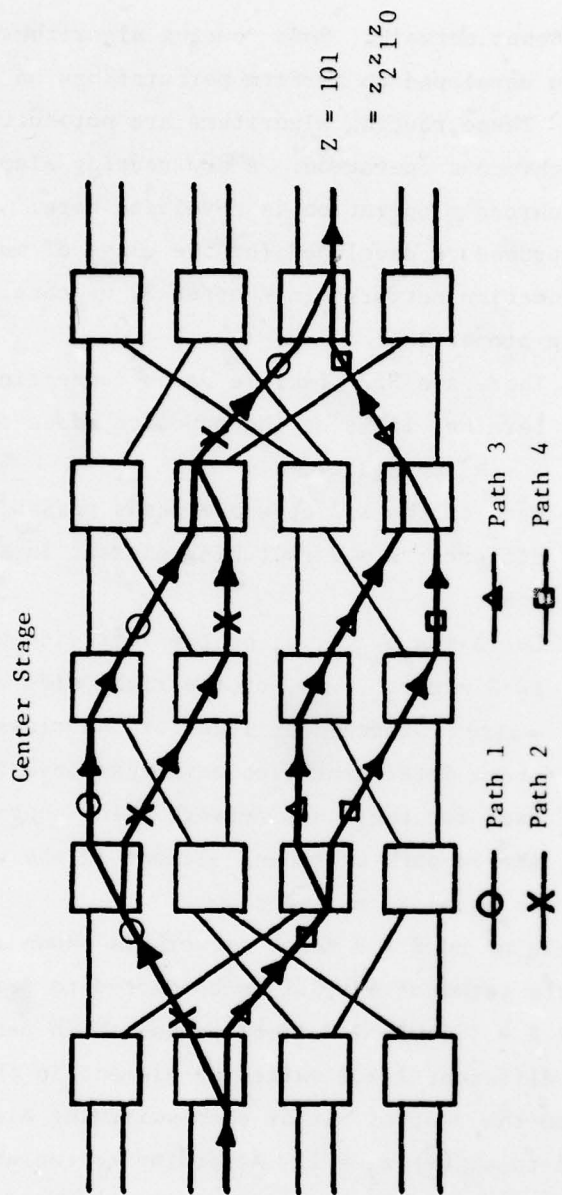 Center Stage
Z = 101
= z₂z₁z₀
Path 1
Path 3
Path 2
Path 4